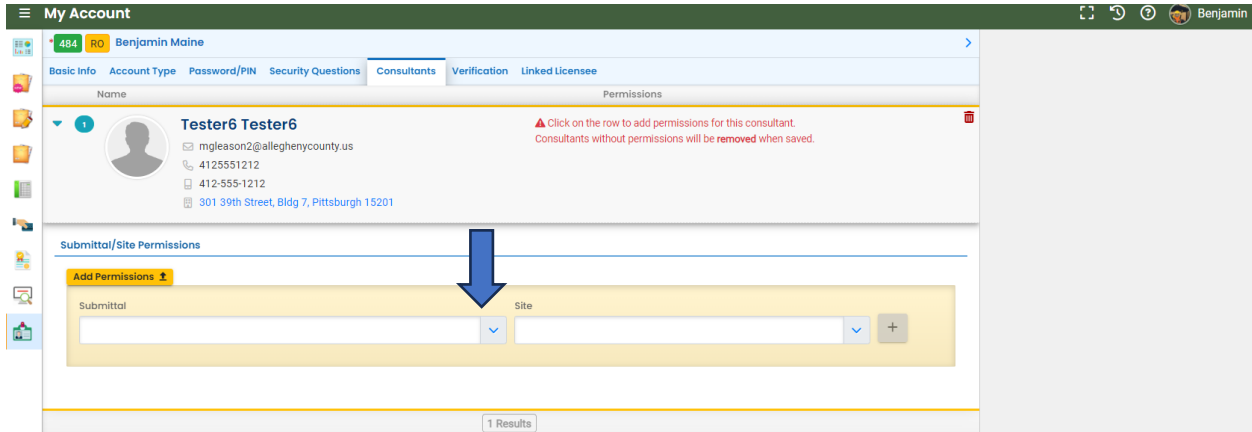 My Account
Benjamin
* 484 RO Benjamin Maine
Basic Info Account Type Password/PIN Security Questions Consultants Verification Linked Licensee
Name Permissions
1
Tester6 Tester6
mgleason2@alleghenycounty.us
4125551212
412-555-1212
301 39th Street, Bldg 7, Pittsburgh 15201
Click on the row to add permissions for this consultant.
Consultants without permissions will be removed when saved.
Submittal/Site Permissions
Add Permissions
Submittal Site
+
1 Results